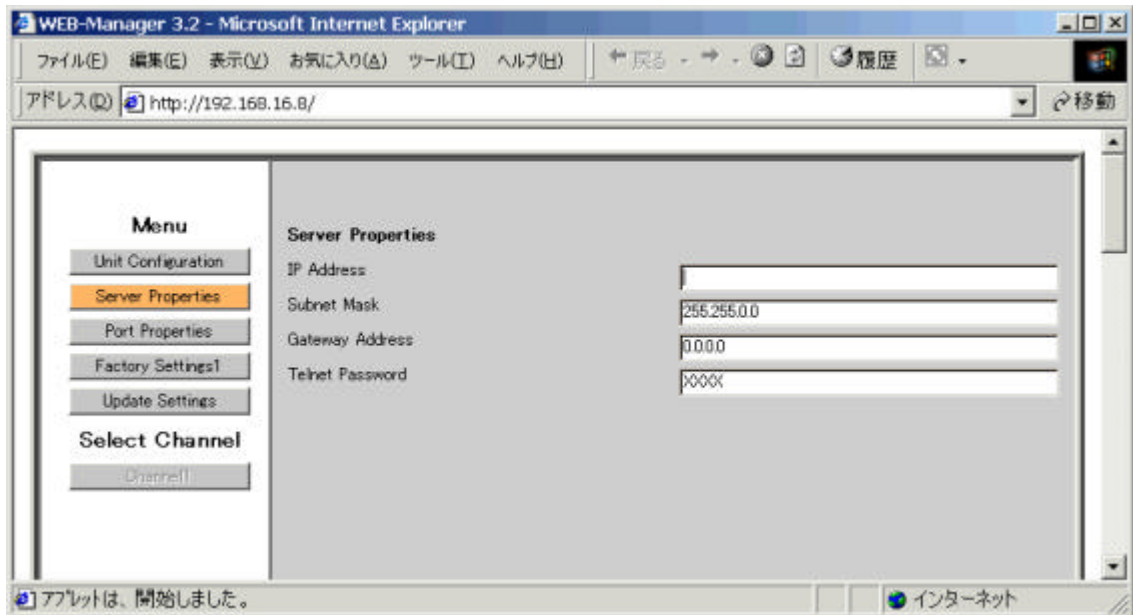 WEB-Manager 3.2 - Microsoft Internet Explorer
ファイル(F) 編集(E) 表示(V) お気に入り(A) ツール(T) ヘルプ(H) 戻る 履歴
アドレス(D) http://192.168.16.8/ 移動
Menu
Unit Configuration
Server Properties
Port Properties
Factory Settings1
Update Settings
Select Channel
Channel1
Server Properties
IP Address
Subnet Mask 255.255.0.0
Gateway Address 0.0.0.0
Telnet Password XXXX
アプレットは、開始しました。 インターネット